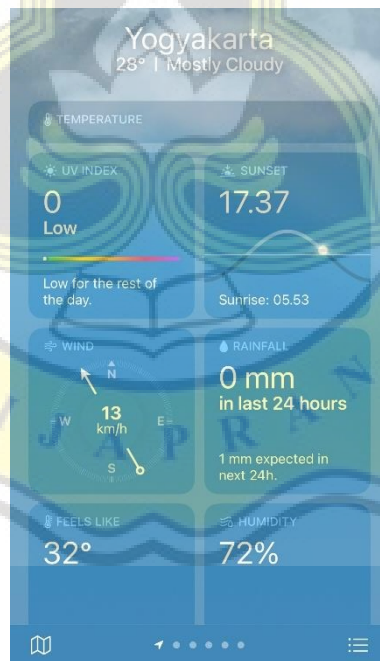 Yogyakarta
28° | Mostly Cloudy
TEMPERATURE
UV INDEX
0
Low
Low for the rest of
the day.
SUNSET
17.37
Sunrise: 05.53
WIND
N
W
E
S
13
km/h
RAINFALL
0 mm
in last 24 hours
1 mm expected in
next 24h.
FEELS LIKE
32°
HUMIDITY
72%
J A P R A N